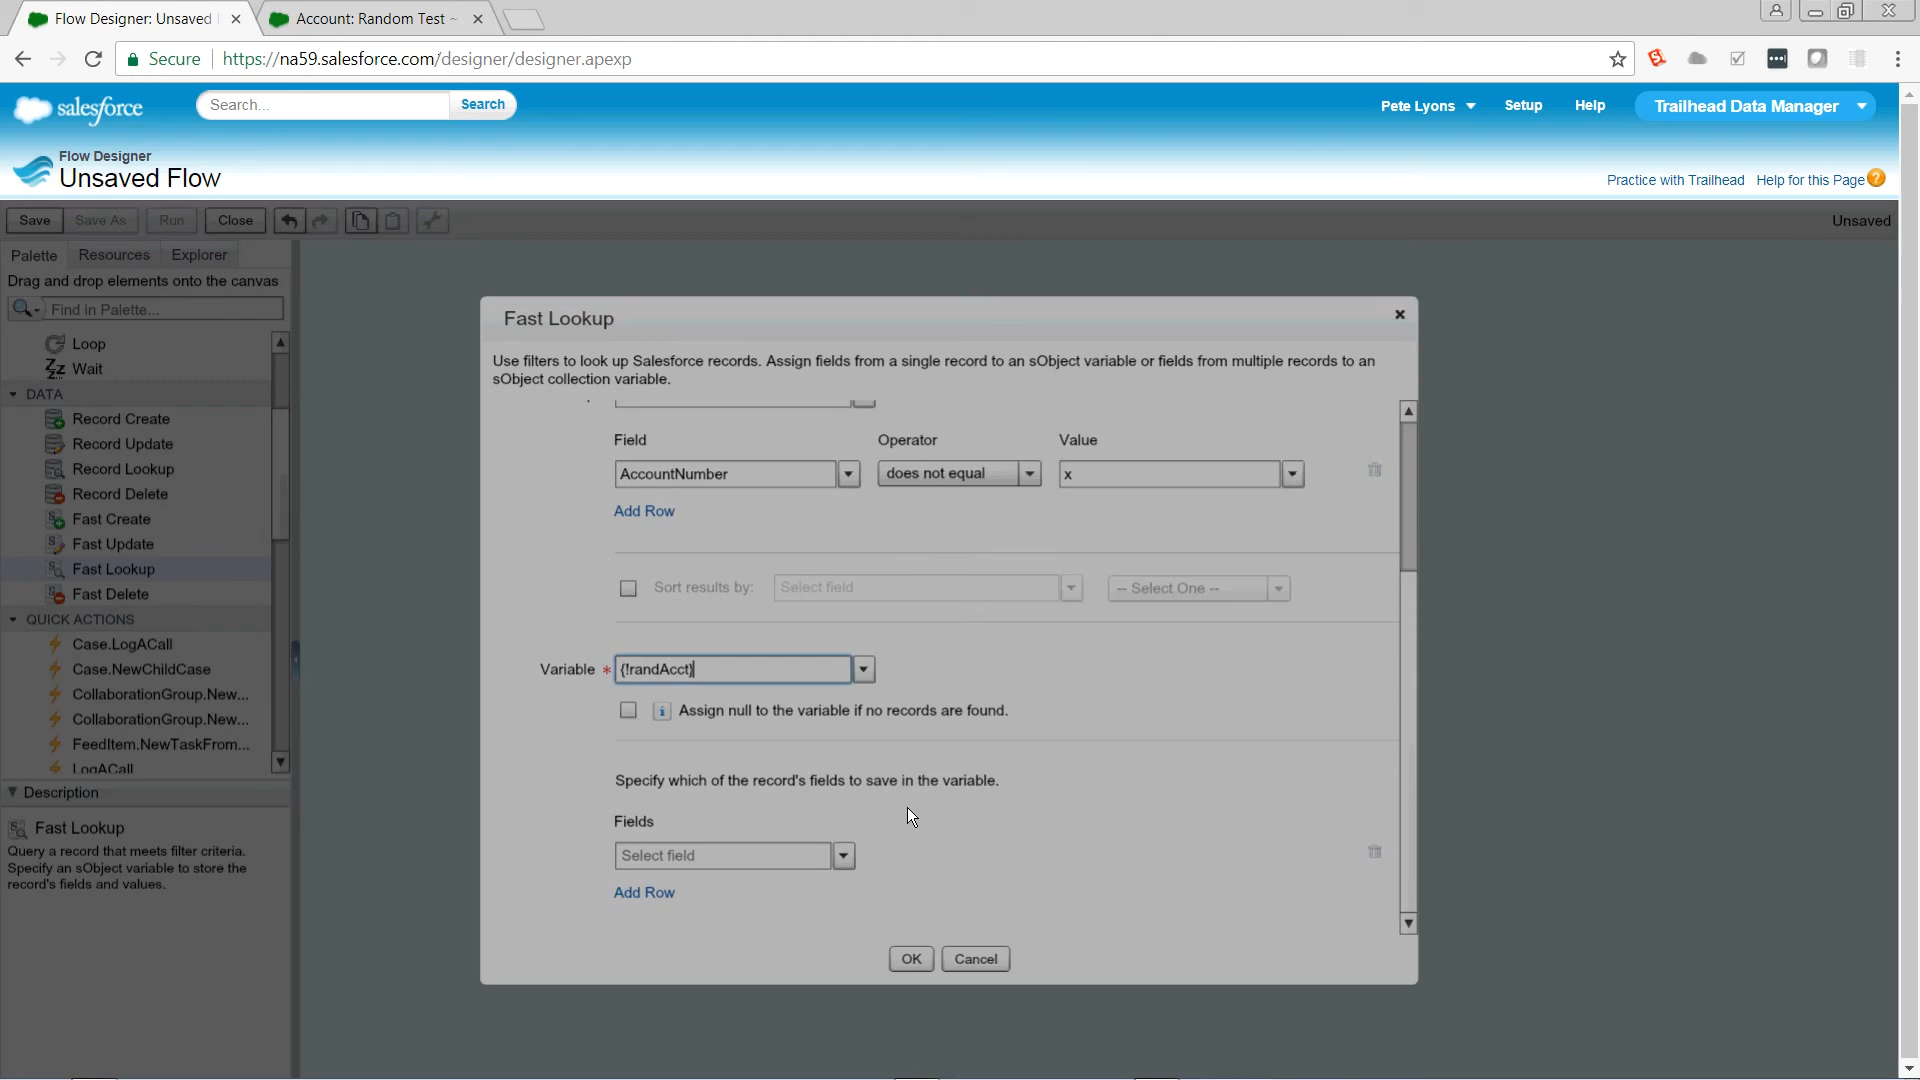 Flow Designer: Unsaved
Account: Random Test ~
Secure
https://na59.salesforce.com/designer/designer.apexp
salesforce
Search...
Search
Pete Lyons
Setup
Help
Trailhead Data Manager
Flow Designer
Unsaved Flow
Practice with Trailhead
Help for this Page
Save
Save As
Run
Close
Unsaved
Palette
Resources
Explorer
Drag and drop elements onto the canvas
Find in Palette...
Loop
Wait
DATA
Record Create
Record Update
Record Lookup
Record Delete
Fast Create
Fast Update
Fast Lookup
Fast Delete
QUICK ACTIONS
Case.LogACall
Case.NewChildCase
CollaborationGroup.New...
CollaborationGroup.New...
FeedItem.NewTaskFrom...
LogACall
Description
Fast Lookup
Query a record that meets filter criteria.
Specify an sObject variable to store the
record's fields and values.
Fast Lookup
Use filters to look up Salesforce records. Assign fields from a single record to an sObject variable or fields from multiple records to an
sObject collection variable.
Field
Operator
Value
AccountNumber
does not equal
x
Add Row
Sort results by:
Select field
-- Select One --
Variable *
{!randAcct}
Assign null to the variable if no records are found.
Specify which of the record's fields to save in the variable.
Fields
Select field
Add Row
OK
Cancel